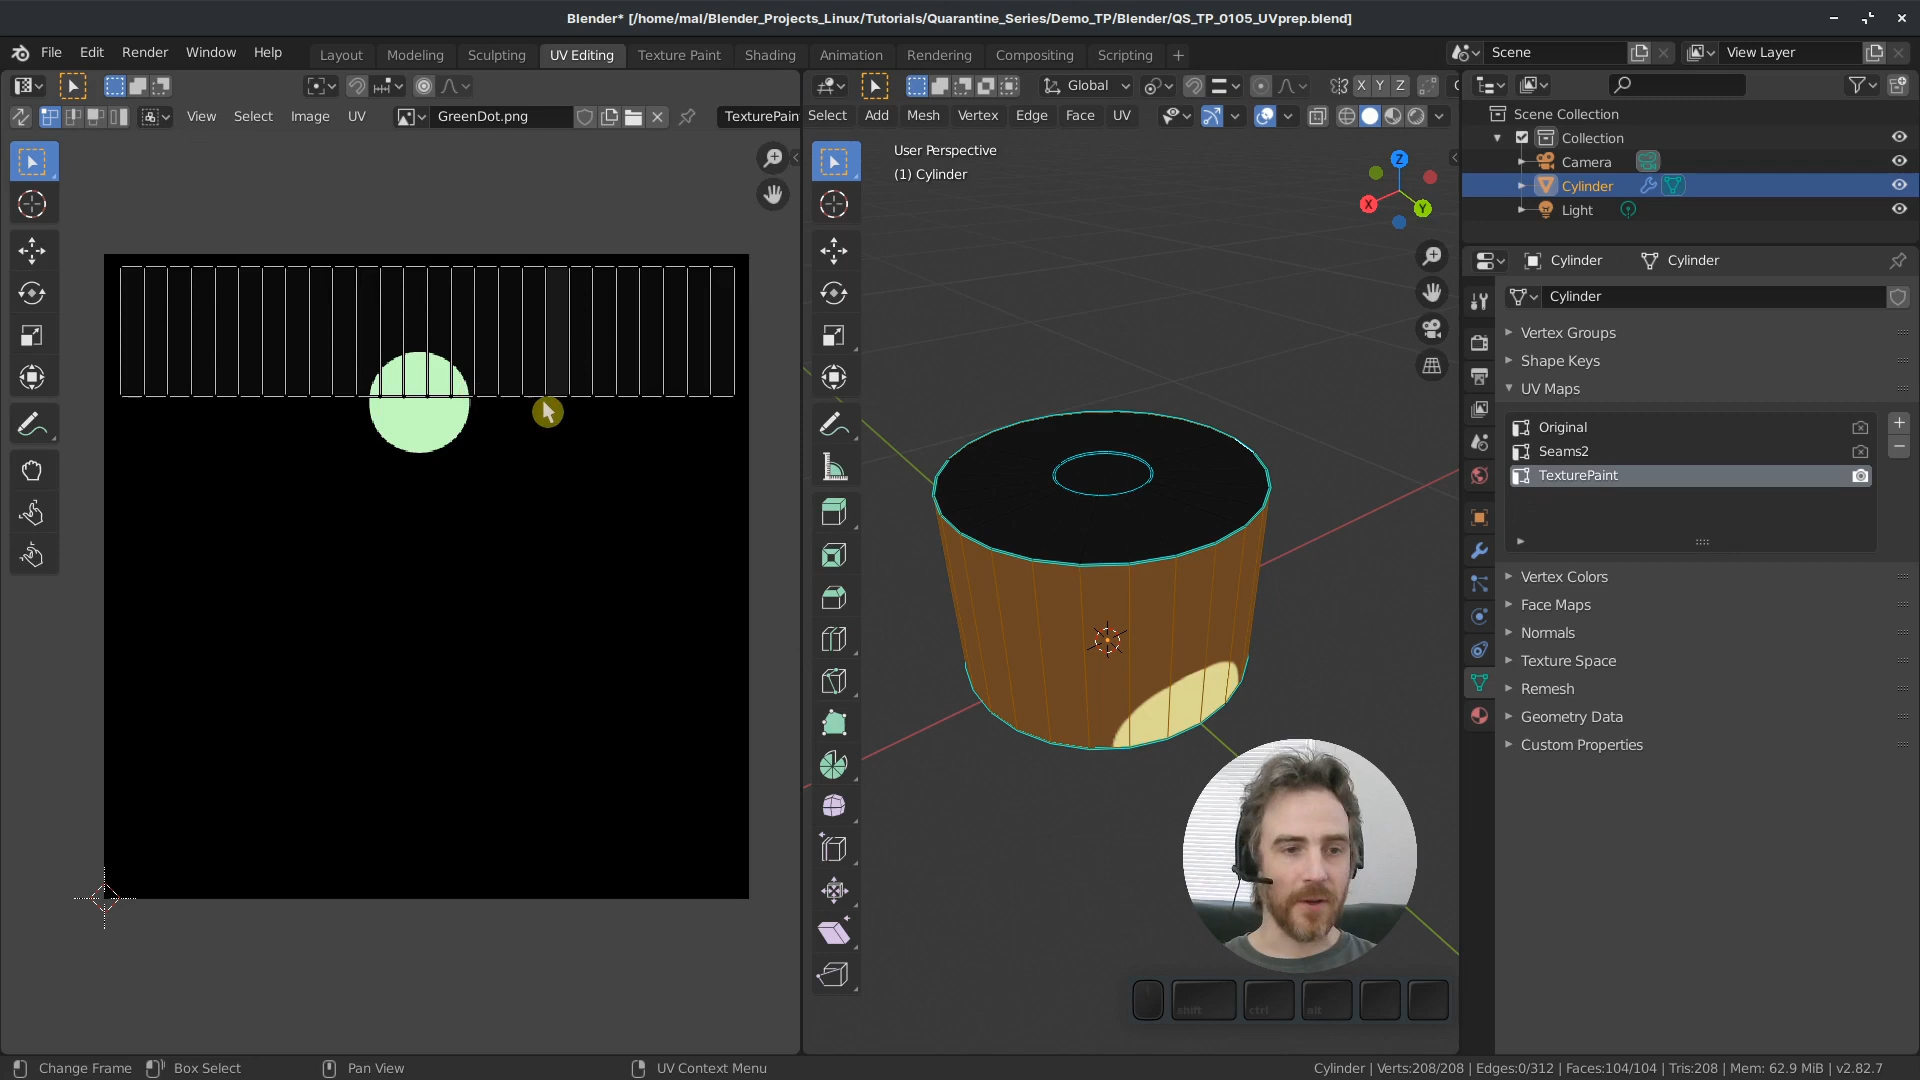 Blender* [/home/mal/Blender_Projects_Linux/Tutorials/Quarantine_Series/Demo_TP/Blender/QS_TP_0105_UVprep.blend]
File Edit Render Window Help
Layout Modeling Sculpting UV Editing Texture Paint Shading Animation Rendering Compositing Scripting +
Scene
View Layer
Global
X Y Z
View Select Image UV
GreenDot.png
TexturePain
Select Add Mesh Vertex Edge Face UV
User Perspective
(1) Cylinder
Z
X
Y
Scene Collection
Collection
Camera
Cylinder
Light
Cylinder Cylinder
Cylinder
Vertex Groups
Shape Keys
UV Maps
Original
Seams2
TexturePaint
Vertex Colors
Face Maps
Normals
Texture Space
Remesh
Geometry Data
Custom Properties
shift ctrl alt
Change Frame Box Select Pan View UV Context Menu
Cylinder | Verts:208/208 | Edges:0/312 | Faces:104/104 | Tris:208 | Mem: 62.9 MiB | v2.82.7